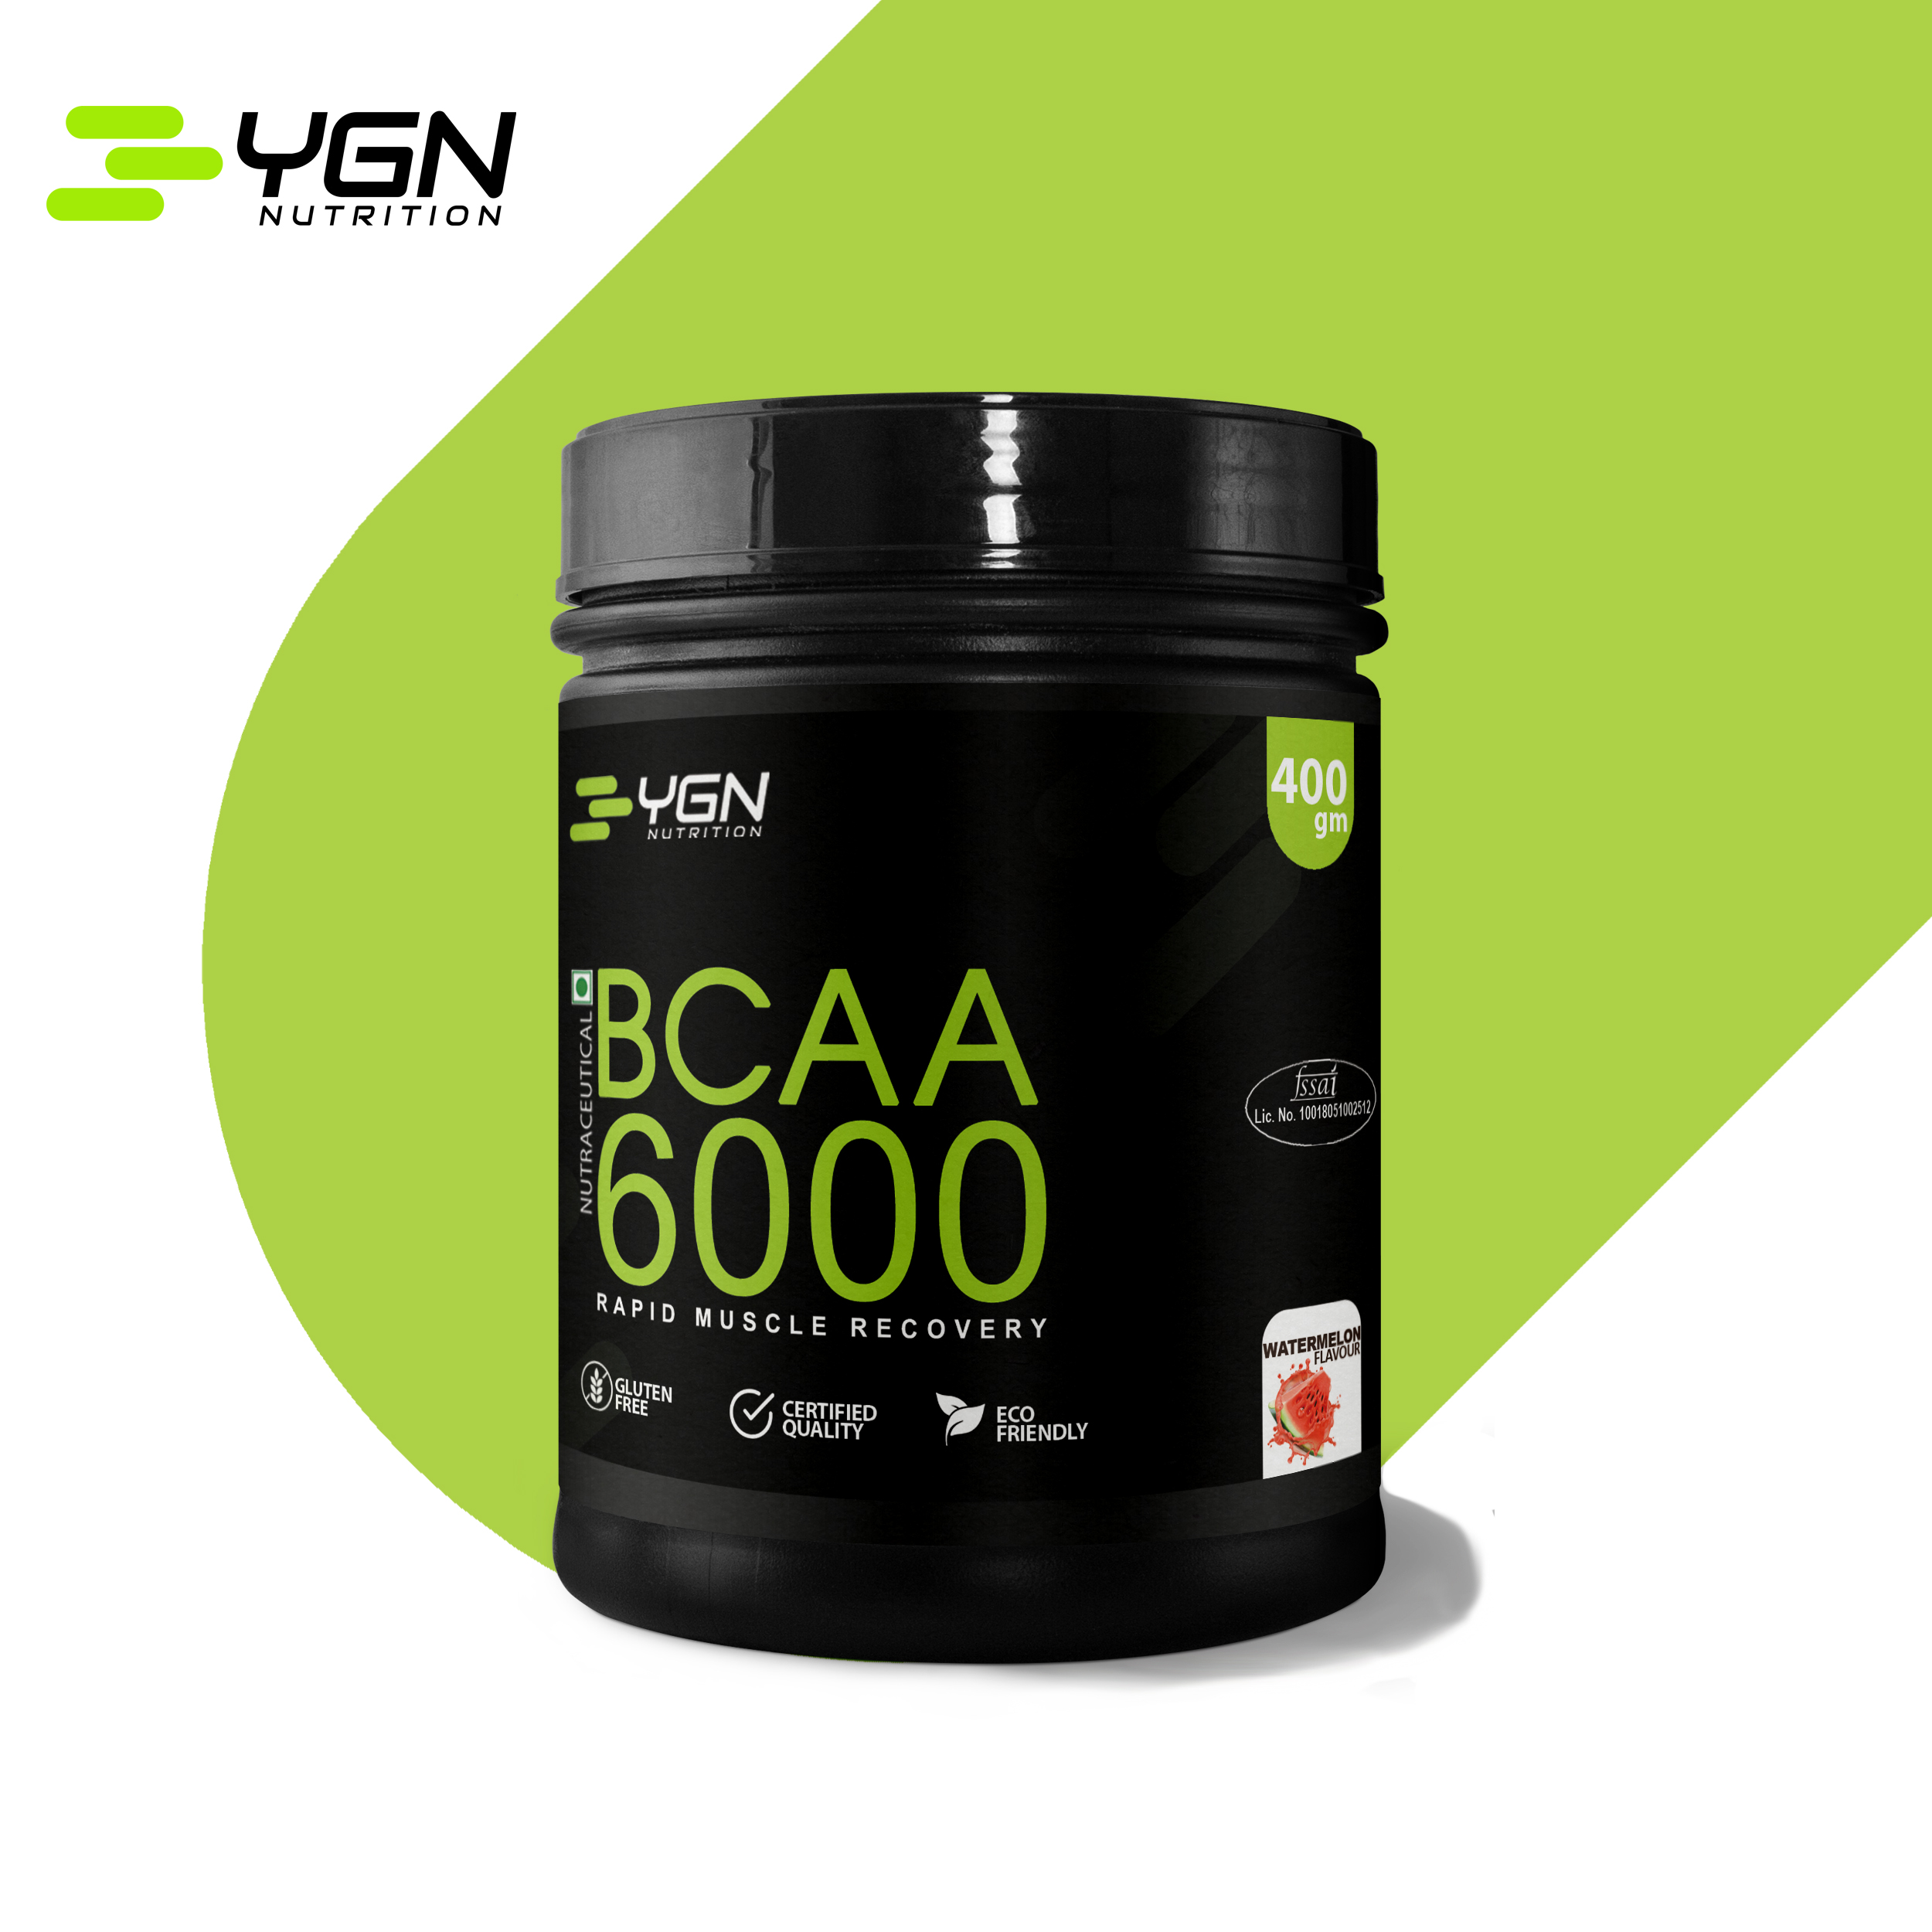 YGN
NUTRITION
YGN
NUTRITION
400
gm
NUTRACEUTICAL
BCAA
6000
RAPID MUSCLE RECOVERY
fssai
Lic. No. 10018051002512
GLUTEN
FREE
CERTIFIED
QUALITY
ECO
FRIENDLY
WATERMELON
FLAVOUR